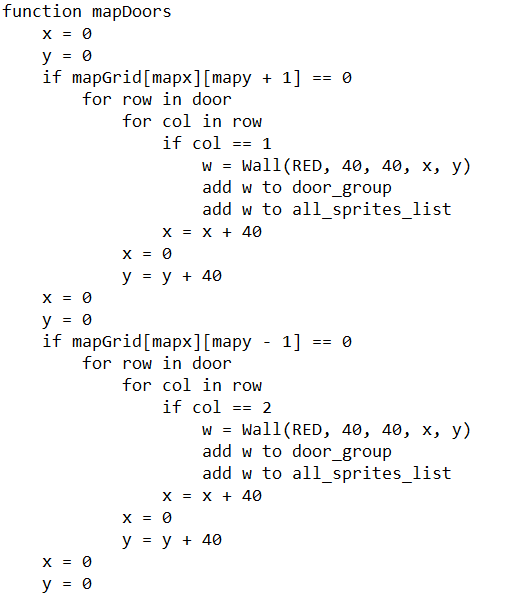 function mapDoors
    x = 0
    y = 0
    if mapGrid[mapx][mapy + 1] == 0
        for row in door
            for col in row
                if col == 1
                    w = Wall(RED, 40, 40, x, y)
                    add w to door_group
                    add w to all_sprites_list
                x = x + 40
            x = 0
            y = y + 40
    x = 0
    y = 0
    if mapGrid[mapx][mapy - 1] == 0
        for row in door
            for col in row
                if col == 2
                    w = Wall(RED, 40, 40, x, y)
                    add w to door_group
                    add w to all_sprites_list
                x = x + 40
            x = 0
            y = y + 40
    x = 0
    y = 0